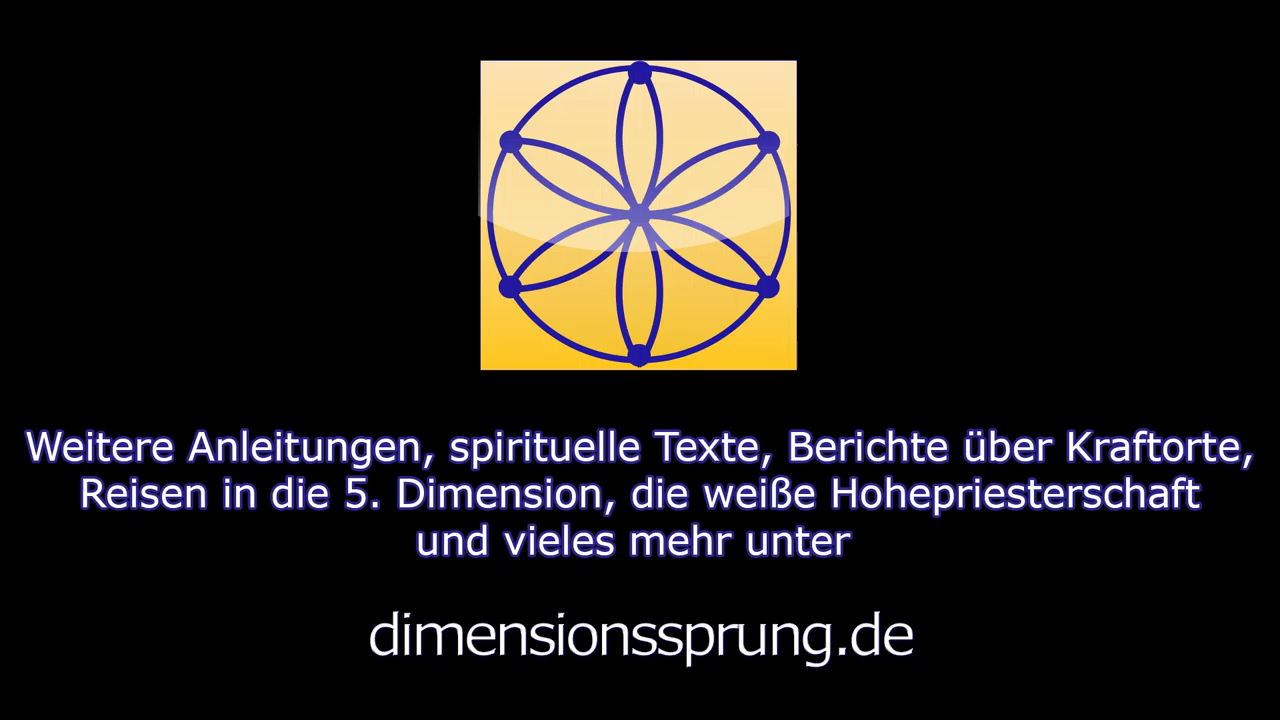 Weitere Anleitungen, spirituelle Texte, Berichte über Kraftorte,
Reisen in die 5. Dimension, die weiße Hohepriesterschaft
und vieles mehr unter
dimensionssprung.de